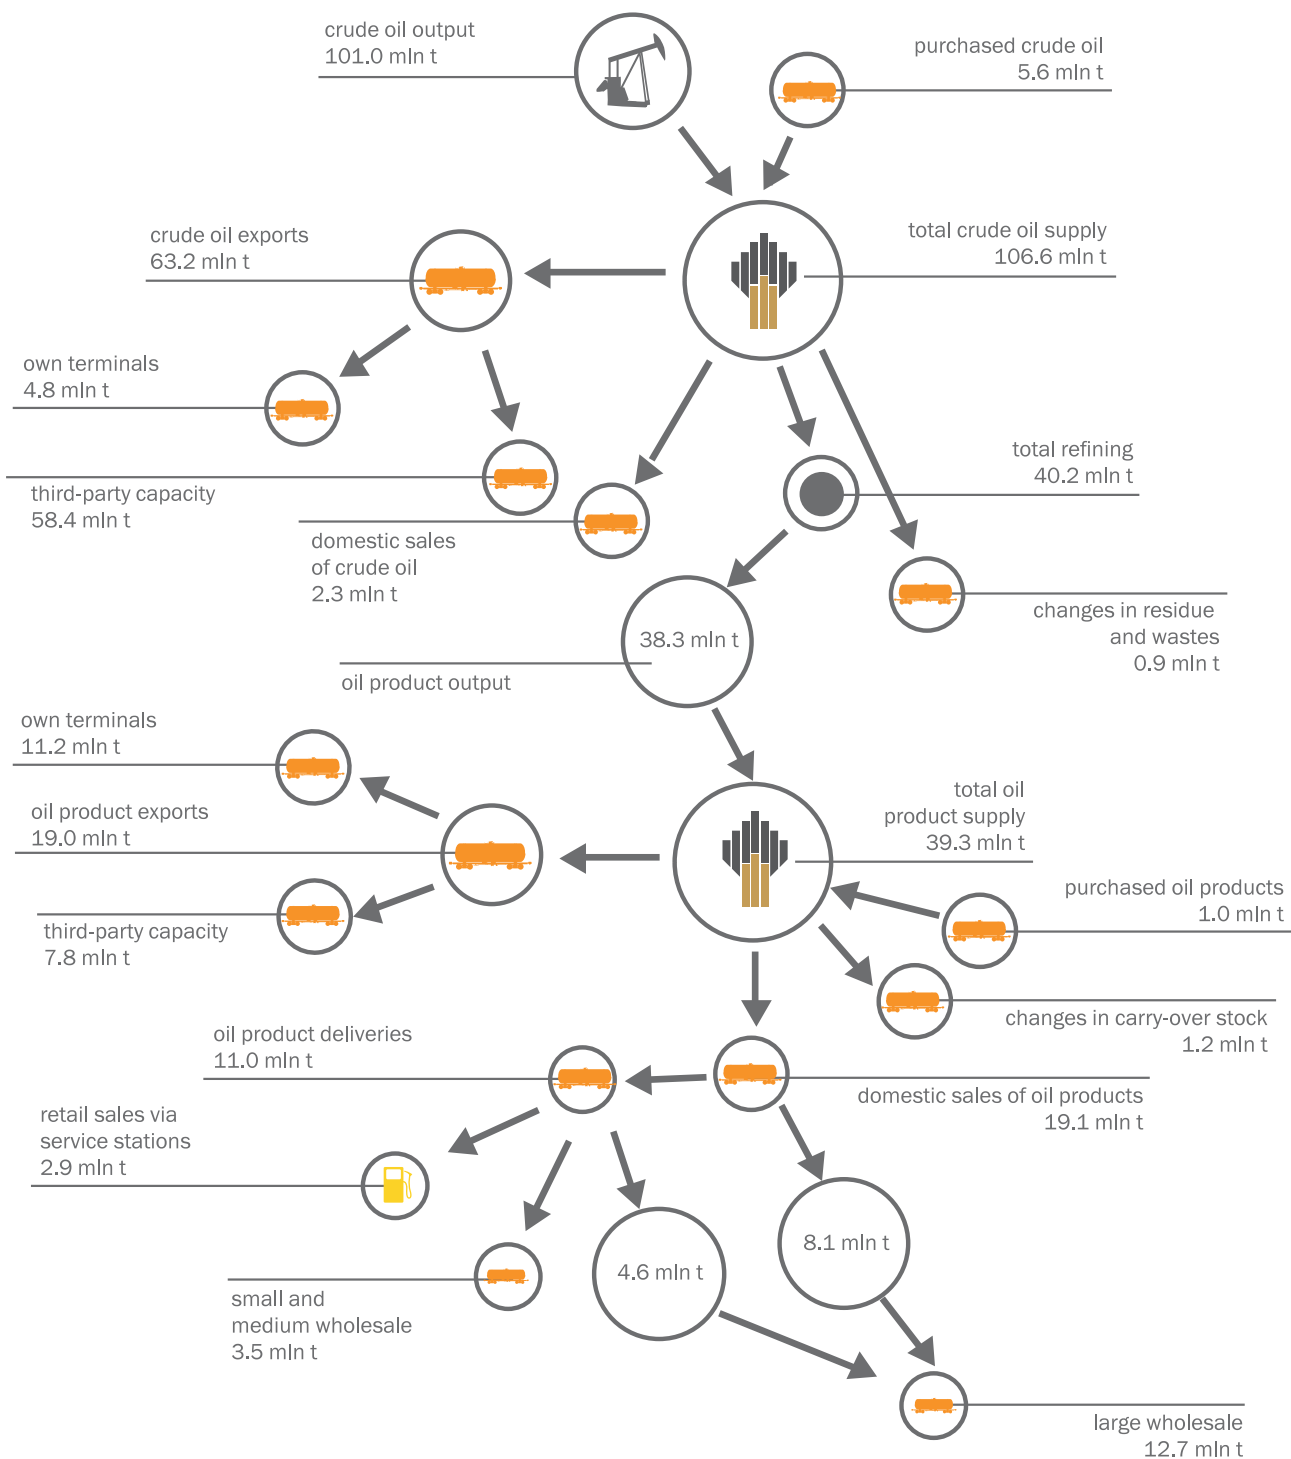 crude oil output
101.0 mln t
purchased crude oil
5.6 mln t
crude oil exports
63.2 mln t
total crude oil supply
106.6 mln t
own terminals
4.8 mln t
total refining
40.2 mln t
third-party capacity
58.4 mln t
domestic sales
of crude oil
2.3 mln t
changes in residue
and wastes
0.9 mln t
38.3 mln t
oil product output
own terminals
11.2 mln t
oil product exports
19.0 mln t
total oil
product supply
39.3 mln t
purchased oil products
1.0 mln t
third-party capacity
7.8 mln t
changes in carry-over stock
1.2 mln t
oil product deliveries
11.0 mln t
domestic sales of oil products
19.1 mln t
retail sales via
service stations
2.9 mln t
8.1 mln t
4.6 mln t
small and
medium wholesale
3.5 mln t
large wholesale
12.7 mln t